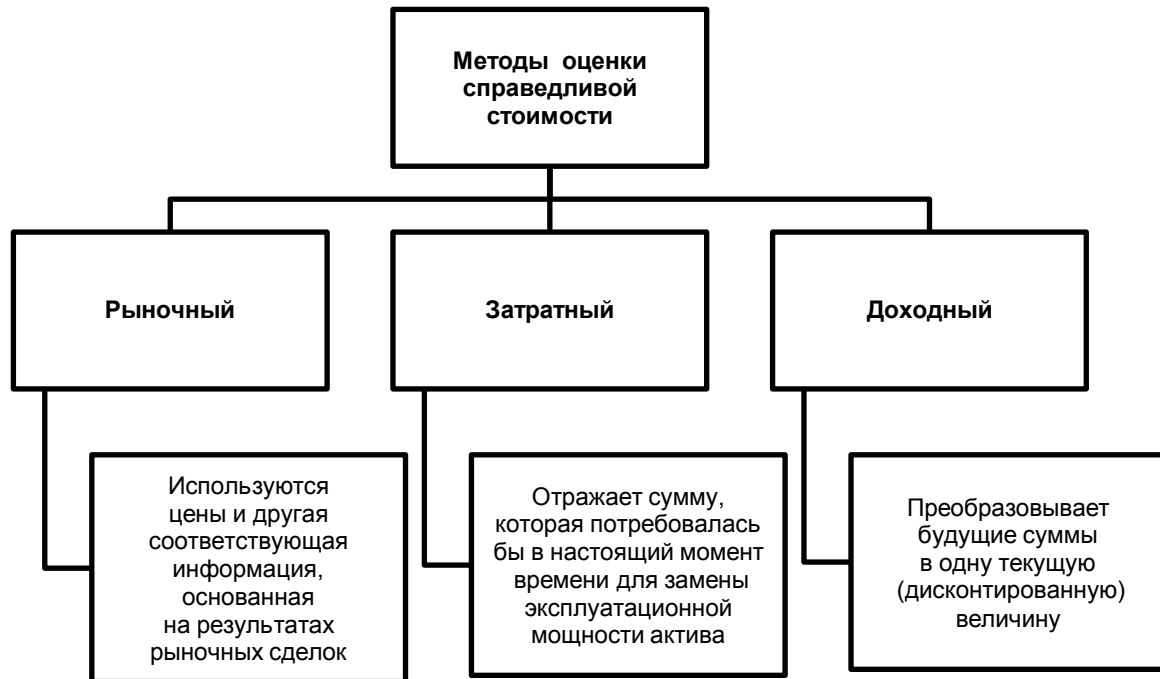 Методы оценки
справедливой
стоимости
Рыночный
Затратный
Доходный
Используются
цены и другая
соответствующая
информация,
основанная
на результатах
рыночных сделок
Отражает сумму,
которая потребовалась
бы в настоящий момент
времени для замены
эксплуатационной
мощности актива
Преобразовывает
будущие суммы
в одну текущую
(дисконтированную)
величину